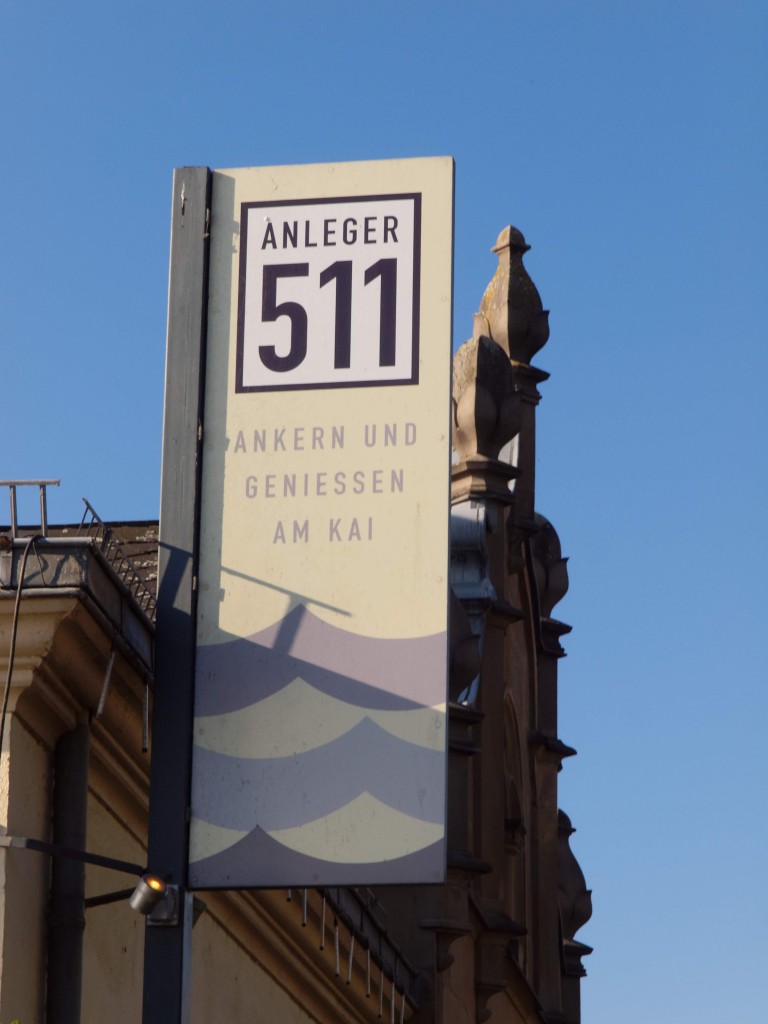 ANLEGER
511
ANKERN UND
GENIESSEN
AM KAI